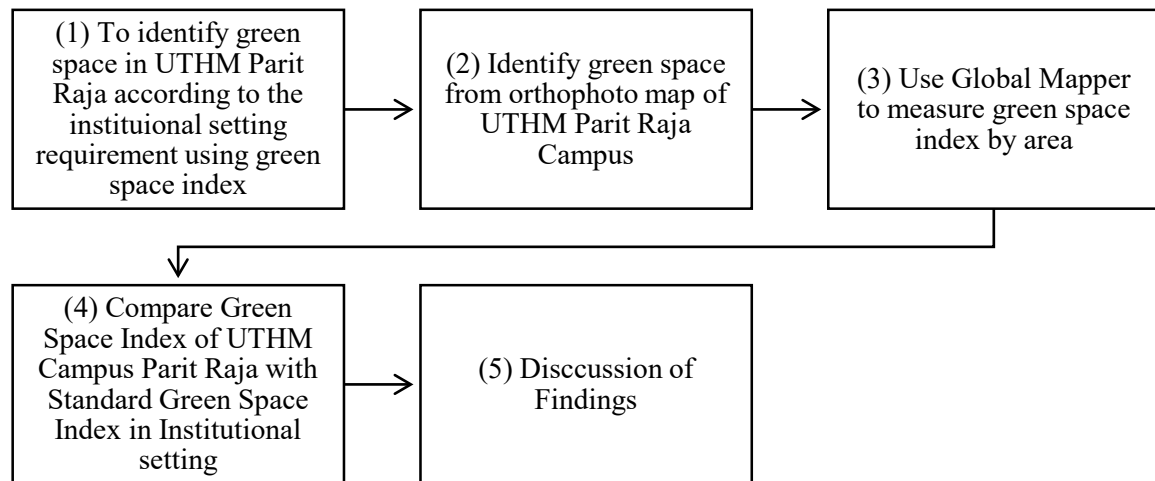 (1) To identify green
space in UTHM Parit
Raja according to the
instituional setting
requirement using green
space index
(2) Identify green space
from orthophoto map of
UTHM Parit Raja
Campus
(3) Use Global Mapper
to measure green space
index by area
(4) Compare Green
Space Index of UTHM
Campus Parit Raja with
Standard Green Space
Index in Institutional
setting
(5) Disccussion of
Findings